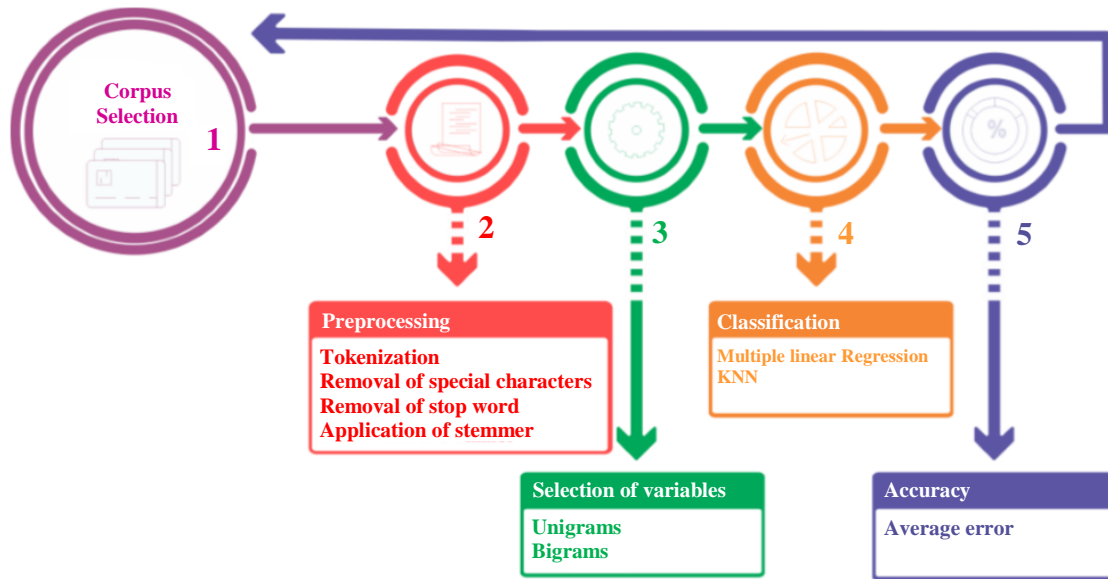 Corpus
Selection
1
%
2
3
4
5
Preprocessing
Tokenization
Removal of special characters
Removal of stop word
Application of stemmer
Classification
Multiple linear Regression
KNN
Selection of variables
Unigrams
Bigrams
Accuracy
Average error